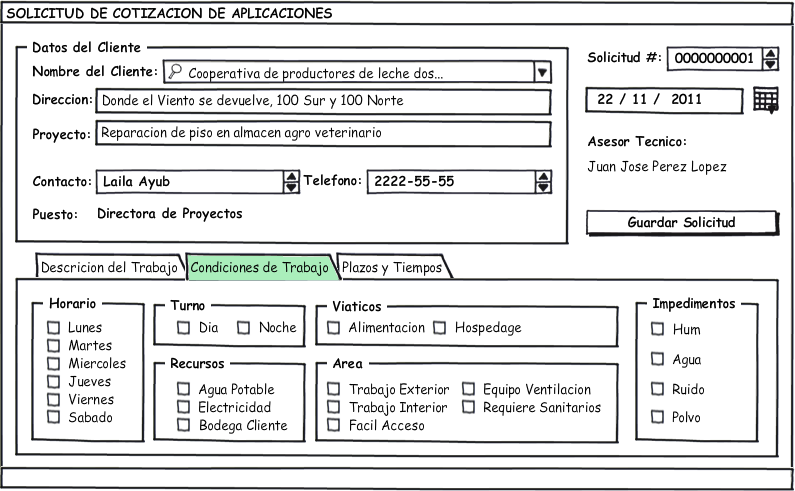 SOLICITUD DE COTIZACION DE APLICACIONES
Datos del Cliente
Nombre del Cliente: Cooperativa de productores de leche dos...
Direccion: Donde el Viento se devuelve, 100 Sur y 100 Norte
Proyecto: Reparacion de piso en almacen agro veterinario
Contacto: Laila Ayub Telefono: 2222-55-55
Puesto: Directora de Proyectos
Solicitud #: 0000000001
22 / 11 / 2011
Asesor Tecnico:
Juan Jose Perez Lopez
Guardar Solicitud
Descricion del Trabajo Condiciones de Trabajo Plazos y Tiempos
Horario
Lunes
Martes
Miercoles
Jueves
Viernes
Sabado
Turno
Dia Noche
Recursos
Agua Potable
Electricidad
Bodega Cliente
Viaticos
Alimentacion Hospedage
Area
Trabajo Exterior Equipo Ventilacion
Trabajo Interior Requiere Sanitarios
Facil Acceso
Impedimentos
Hum
Agua
Ruido
Polvo